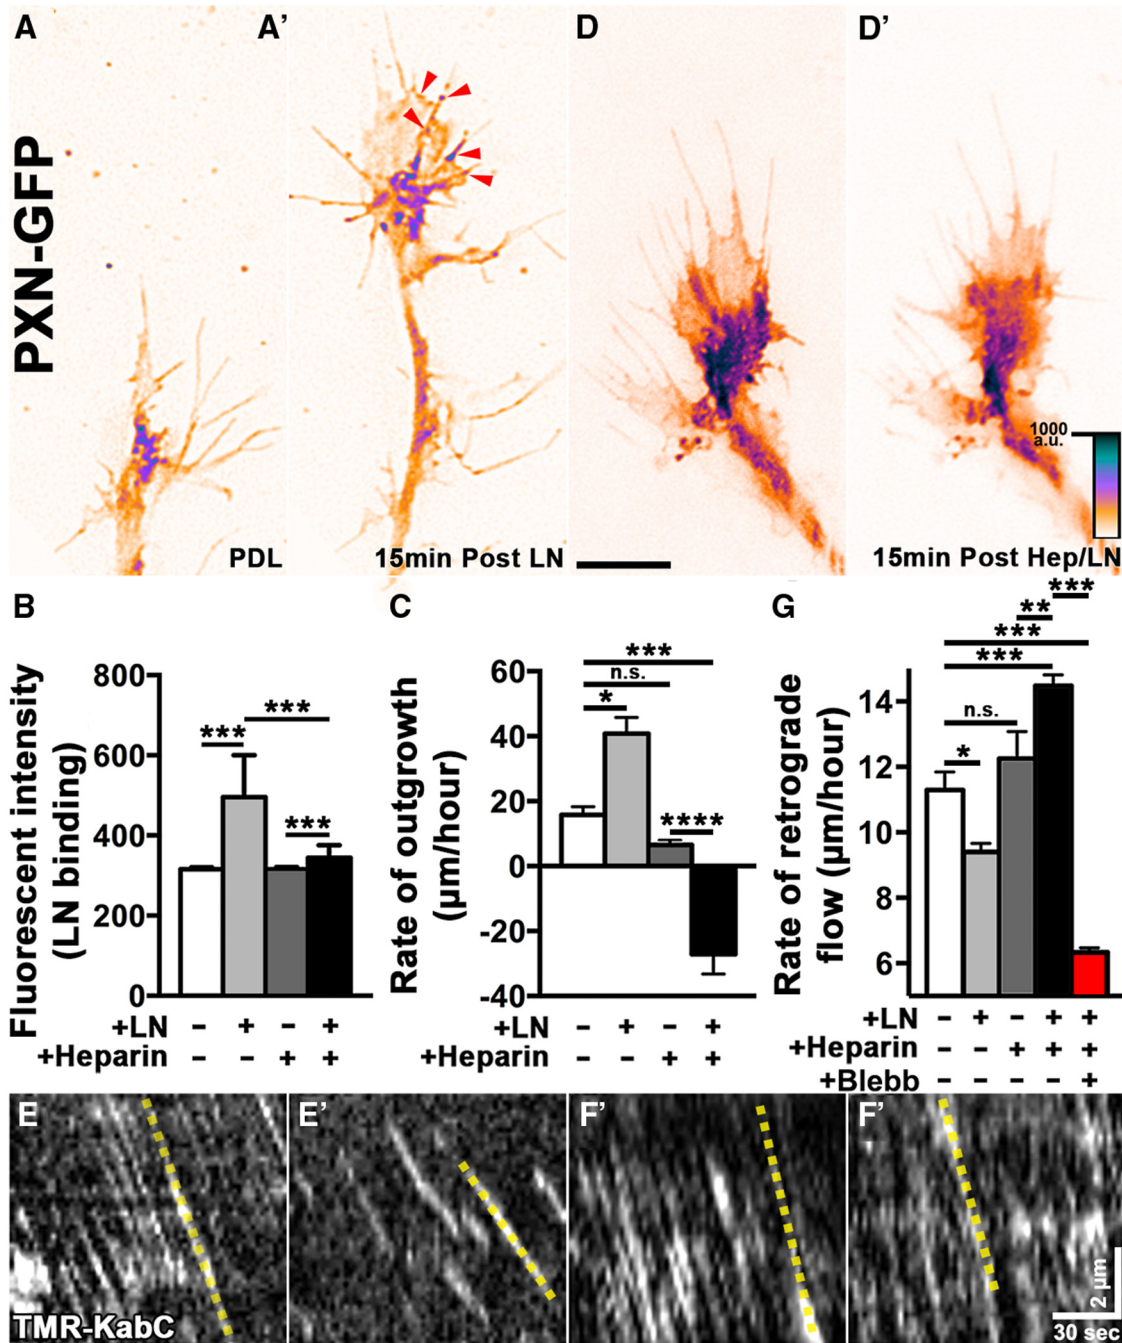 A A’ D D’
PXN-GFP
1000
a.u.
PDL 15min Post LN 15min Post Hep/LN
B C G
Fluorescent intensity
(LN binding)
800
600
400
200
0
*** *** ***
+LN - + - +
+Heparin - - + +
Rate of outgrowth
(µm/hour)
60
40
20
0
-20
-40
***
n.s.
*
****
+LN - + - +
+Heparin - - + +
Rate of retrograde
flow (µm/hour)
14
12
10
8
6
***
**
***
***
n.s.
*
+LN - + - + +
+Heparin - - + + +
+Blebb - - - - +
E E’ F’ F’
TMR-KabC
2 µm
30 sec